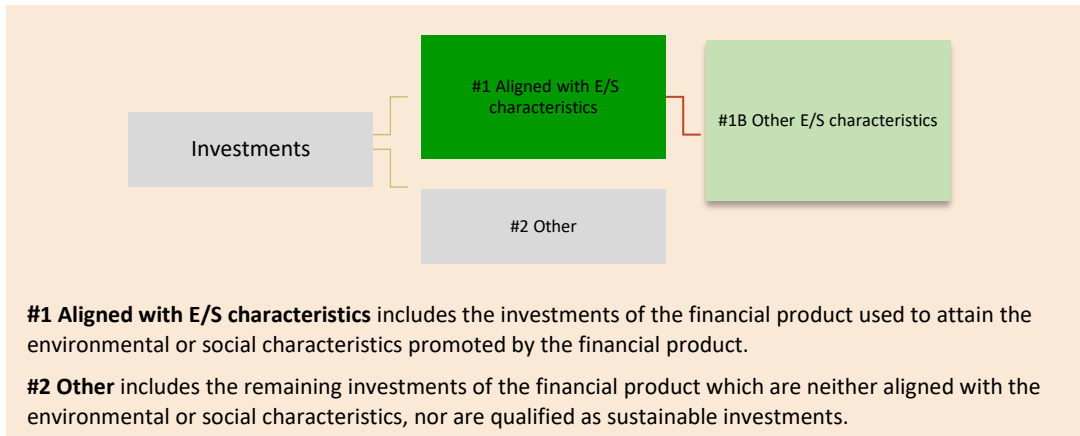 #1 Aligned with E/S
characteristics
#1B Other E/S characteristics
Investments
#2 Other
#1 Aligned with E/S characteristics includes the investments of the financial product used to attain the
environmental or social characteristics promoted by the financial product.
#2 Other includes the remaining investments of the financial product which are neither aligned with the
environmental or social characteristics, nor are qualified as sustainable investments.